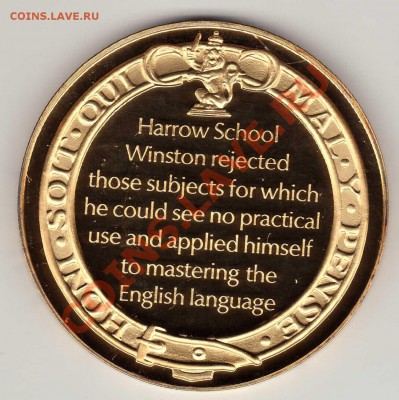 COINS.LAVE.RU
HONI·SOIT·QUI·MAL·Y·PENSE·
Harrow School
Winston rejected
those subjects for which
he could see no practical
use and applied himself
to mastering the
English language